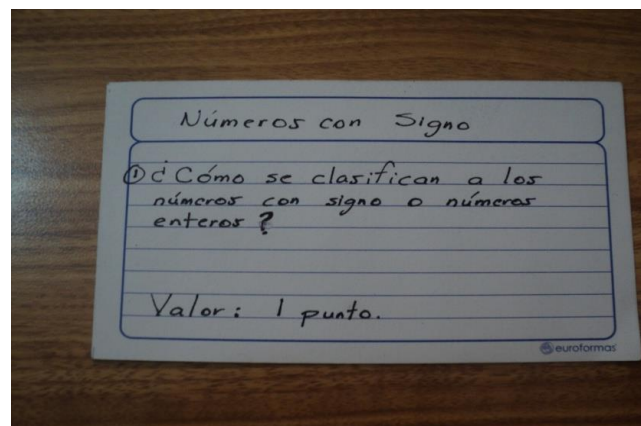 Números con Signo
① ¿Cómo se clasifican a los
números con signo o números
enteros?
Valor: 1 punto.
euroformas